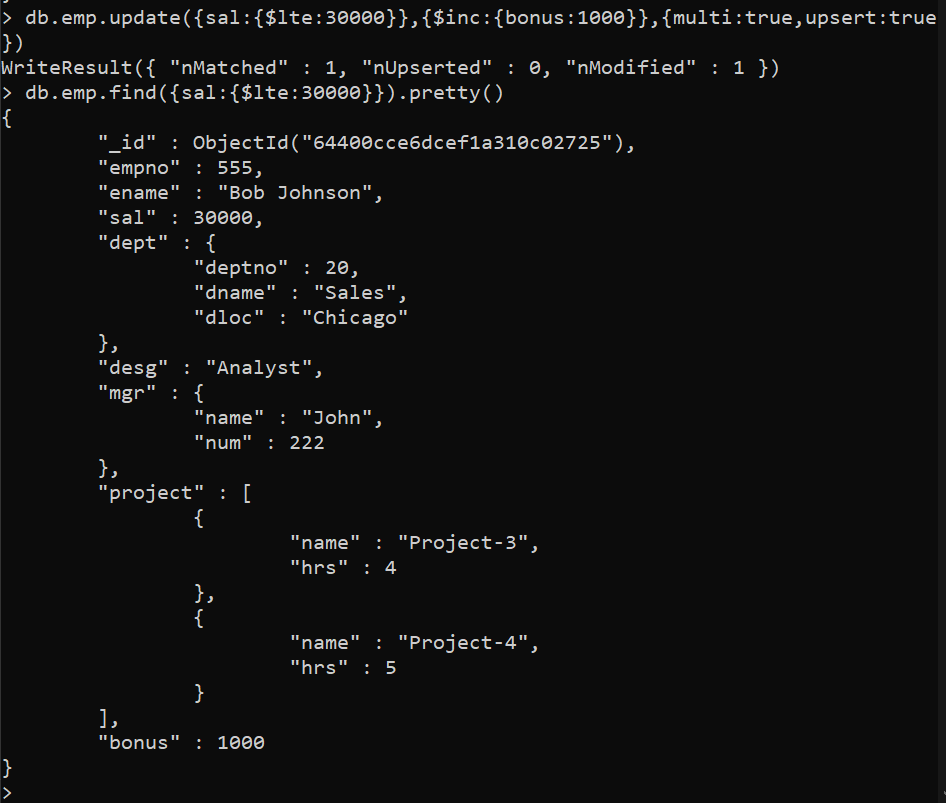 > db.emp.update({sal:{$lte:30000}},{$inc:{bonus:1000}},{multi:true,upsert:true
})
WriteResult({ "nMatched" : 1, "nUpserted" : 0, "nModified" : 1 })
> db.emp.find({sal:{$lte:30000}}).pretty()
{
        "_id" : ObjectId("64400cce6dcef1a310c02725"),
        "empno" : 555,
        "ename" : "Bob Johnson",
        "sal" : 30000,
        "dept" : {
                "deptno" : 20,
                "dname" : "Sales",
                "dloc" : "Chicago"
        },
        "desg" : "Analyst",
        "mgr" : {
                "name" : "John",
                "num" : 222
        },
        "project" : [
                {
                        "name" : "Project-3",
                        "hrs" : 4
                },
                {
                        "name" : "Project-4",
                        "hrs" : 5
                }
        ],
        "bonus" : 1000
}
>